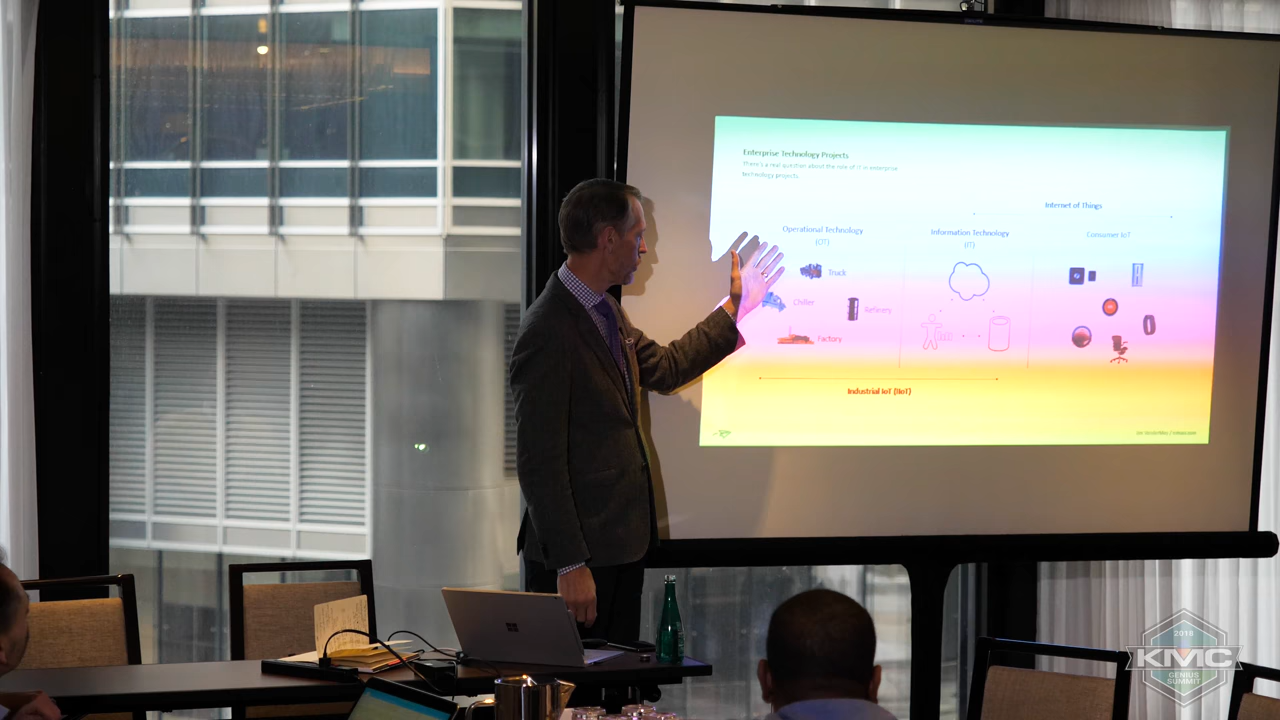 Enterprise Technology Projects
There's a real question about the role of IT in enterprise
technology projects.
Internet of Things
Operational Technology
(OT)
Information Technology
(IT)
Consumer IoT
Truck
Chiller
Refinery
Factory
Industrial IoT (IIoT)
2018
KMC
GENIUS
SUMMIT